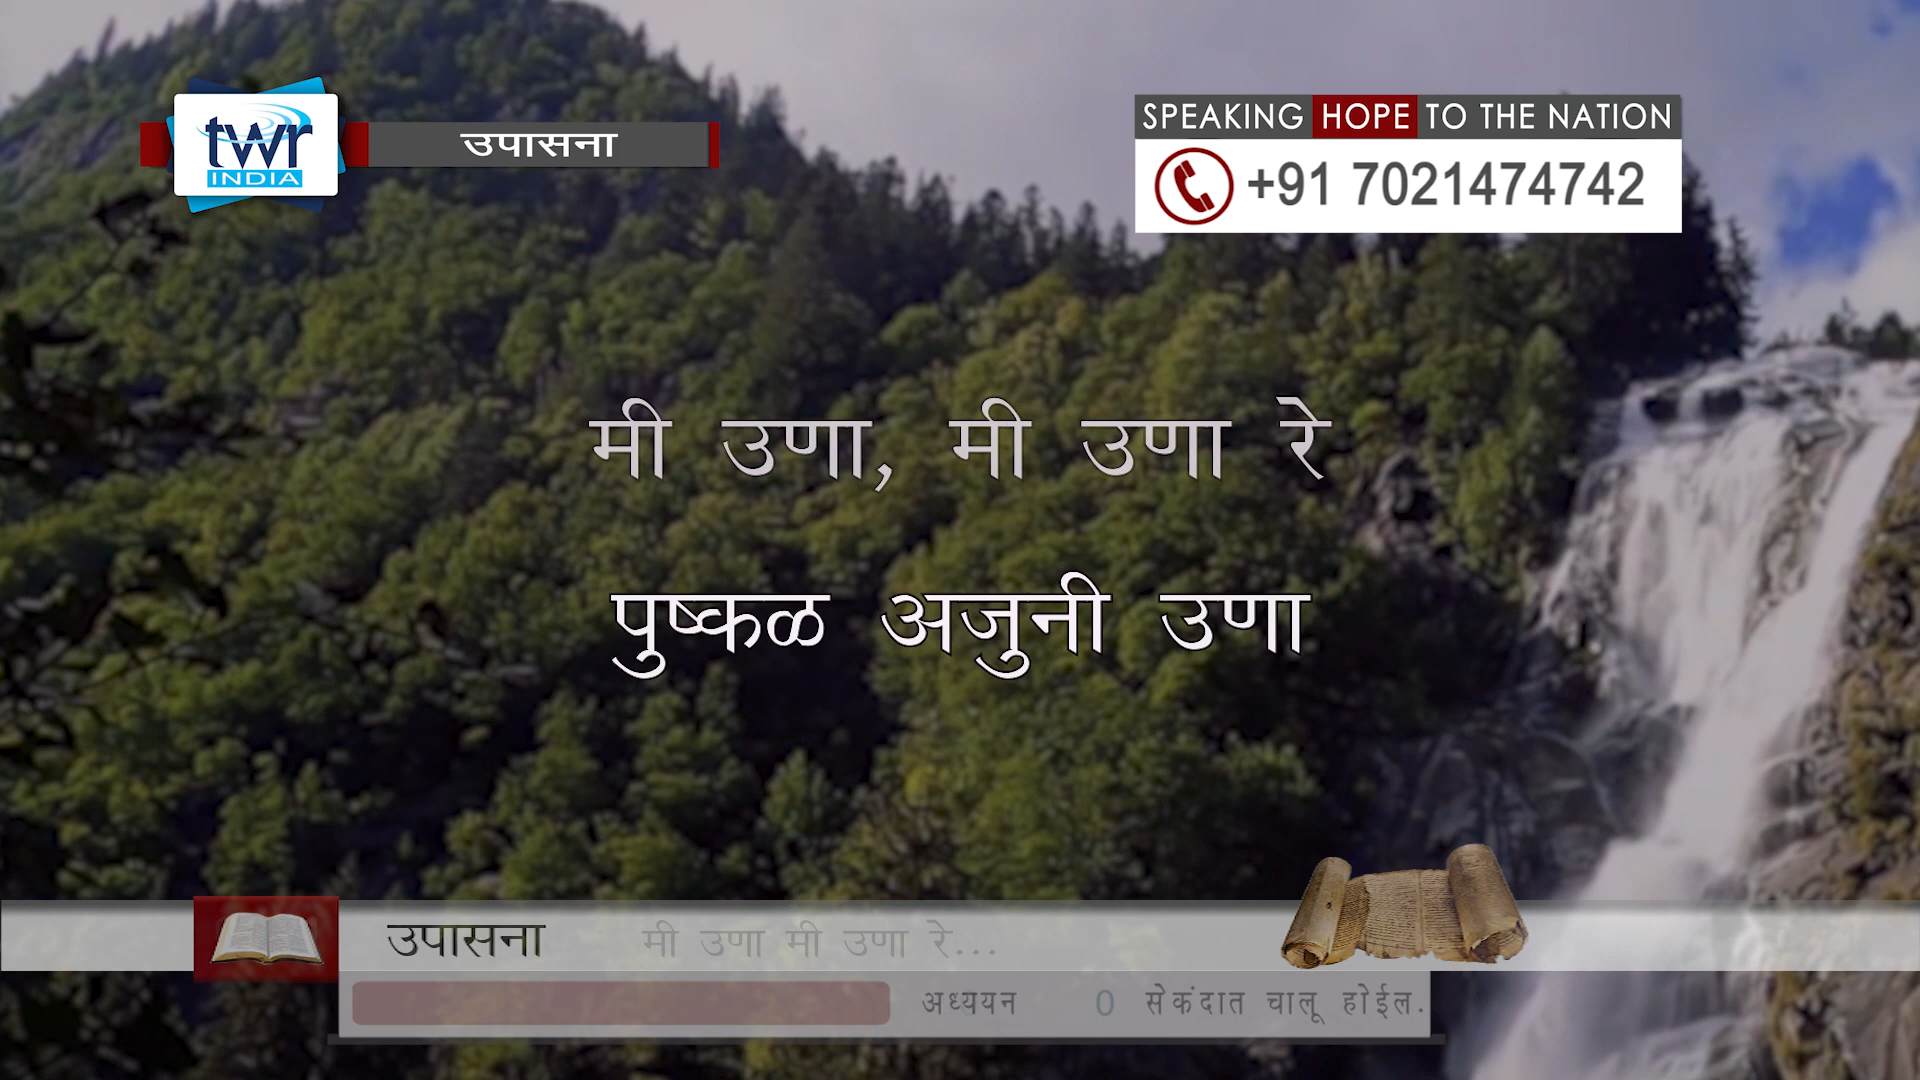 twr
INDIA
उपासना
SPEAKING HOPE TO THE NATION
+91 7021474742
मी उणा, मी उणा रे
पुष्कळ अजुनी उणा
उपासना मी उणा मी उणा रे...
अध्ययन 0 सेकंदात चालू होईल.